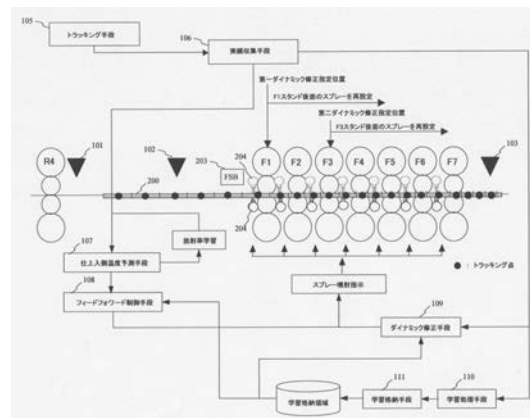 105
トラッキング手段
106
実績収集手段
第一ダイナミック修正指定位置
F1スタンド後面のスプレーを再設定
第二ダイナミック修正指定位置
F3スタンド後面のスプレーを再設定
101
102
103
203
204
R4
FSB
F1
F2
F3
F4
F5
F6
F7
200
204
放射率学習
107
仕上入側温度予測手段
108
フィードフォワード制御手段
スプレー噴射指示
● : トラッキング点
109
ダイナミック修正手段
学習格納領域
111
学習格納手段
110
学習処理手段